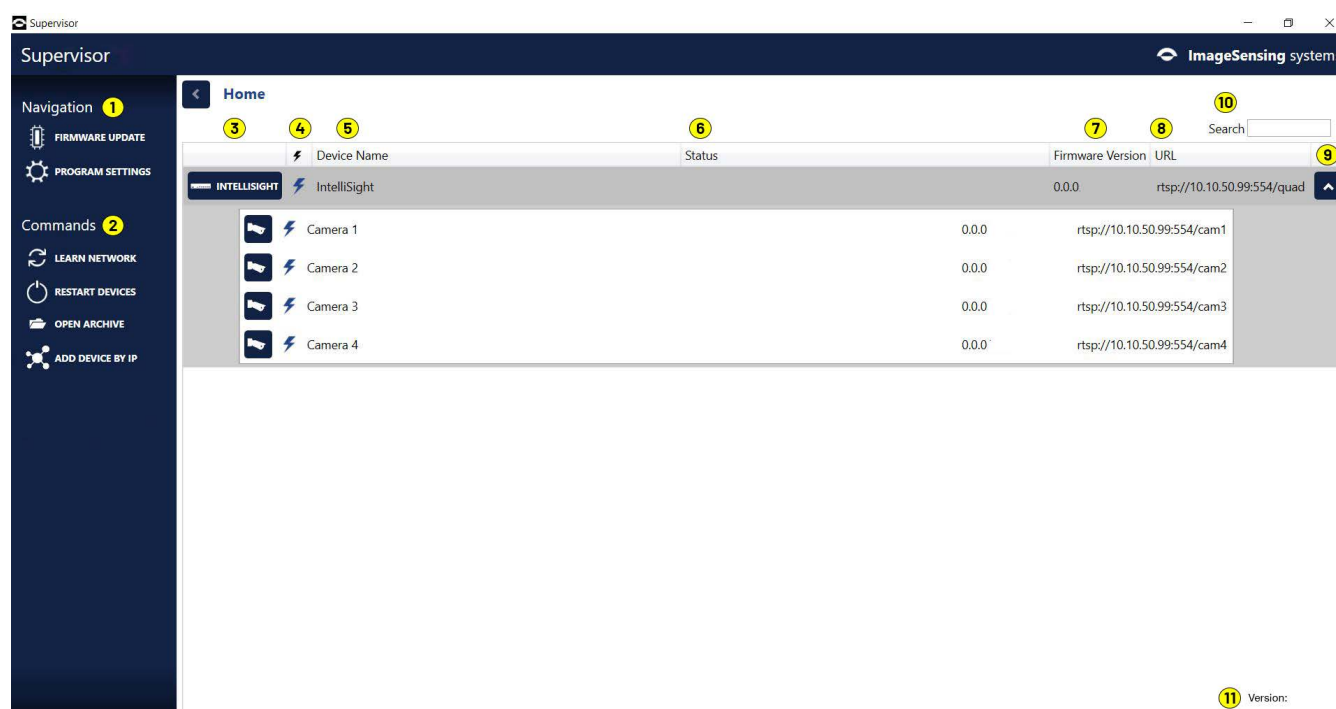 Supervisor
Supervisor
ImageSensing system
Navigation 1
FIRMWARE UPDATE
PROGRAM SETTINGS
Commands 2
LEARN NETWORK
RESTART DEVICES
OPEN ARCHIVE
ADD DEVICE BY IP
Home
10
3 4 5 6 7 8 Search
9
Device Name Status Firmware Version URL
INTELLISIGHT IntelliSight 0.0.0 rtsp://10.10.50.99:554/quad
Camera 1 0.0.0 rtsp://10.10.50.99:554/cam1
Camera 2 0.0.0 rtsp://10.10.50.99:554/cam2
Camera 3 0.0.0 rtsp://10.10.50.99:554/cam3
Camera 4 0.0.0 rtsp://10.10.50.99:554/cam4
11 Version: